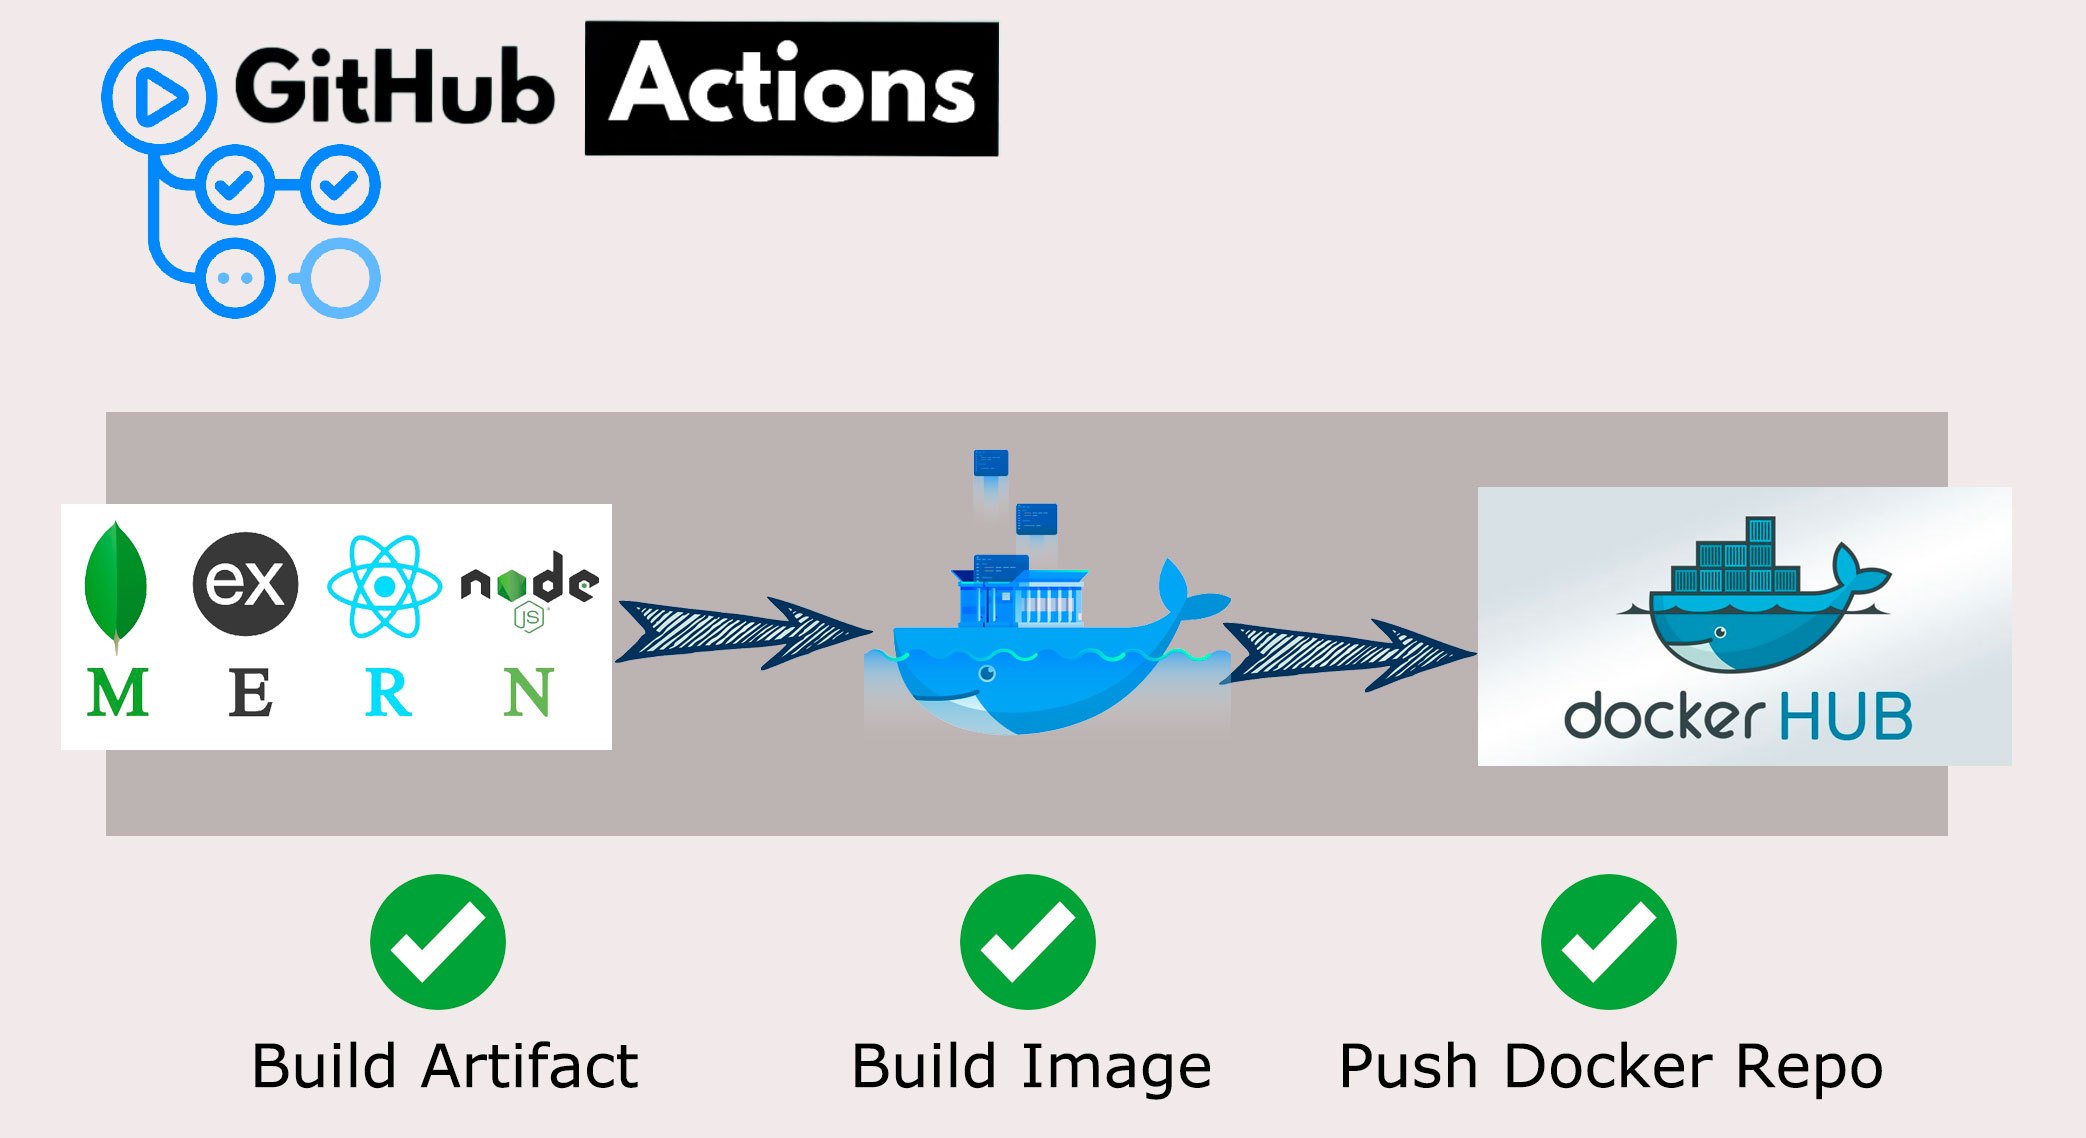 GitHub Actions
ex
node
JS
M E R N
docker HUB
Build Artifact
Build Image
Push Docker Repo